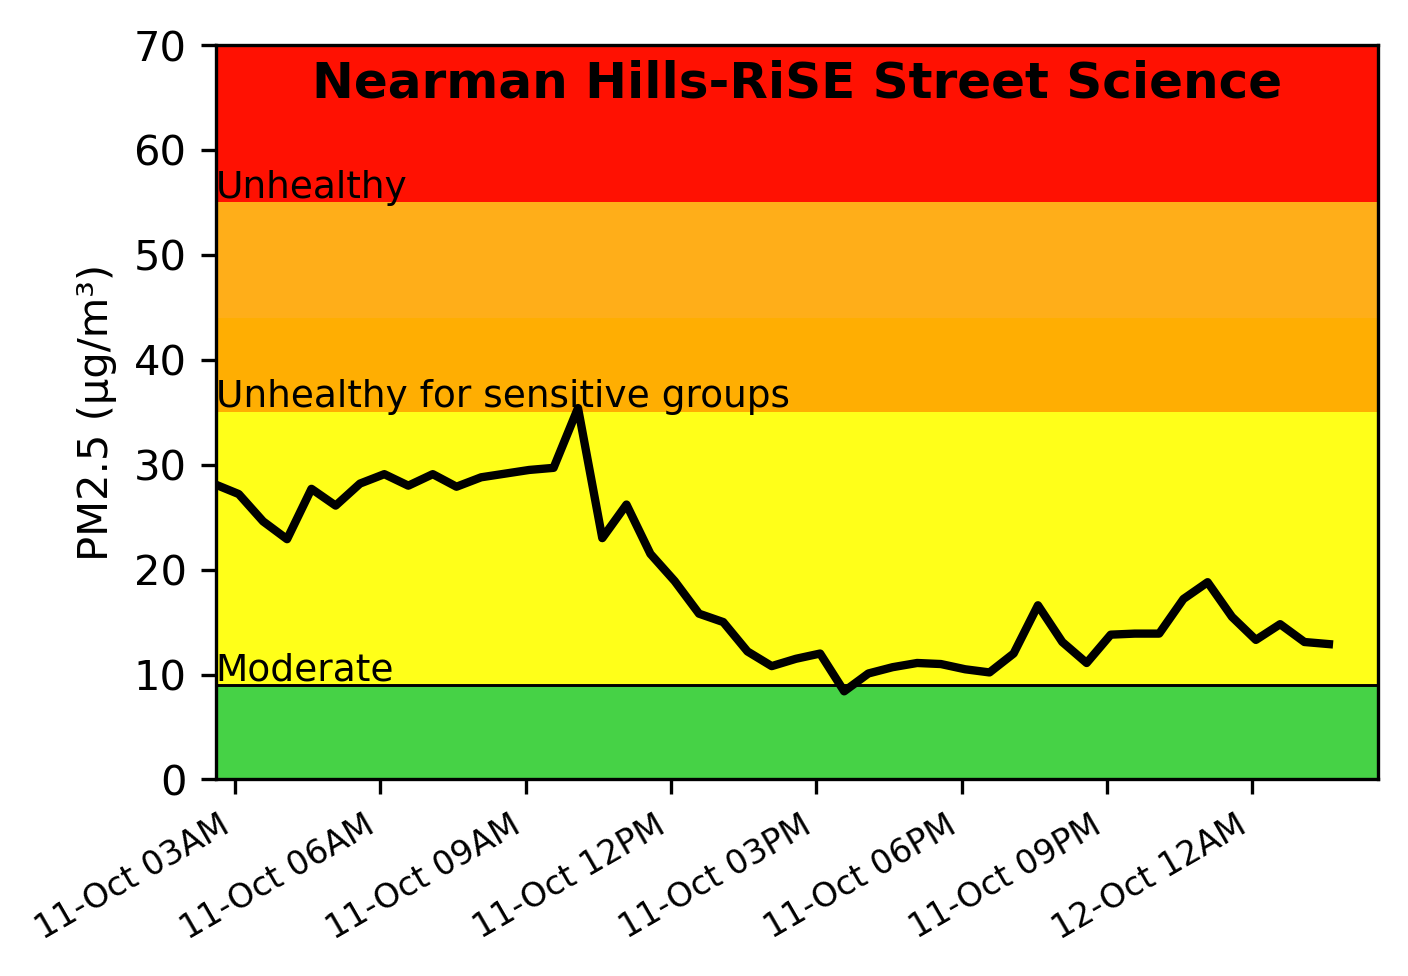 Nearman Hills-RiSE Street Science
PM2.5 (µg/m³)
70
60
50
40
30
20
10
0
Unhealthy
Unhealthy for sensitive groups
Moderate
11-Oct 03AM
11-Oct 06AM
11-Oct 09AM
11-Oct 12PM
11-Oct 03PM
11-Oct 06PM
11-Oct 09PM
12-Oct 12AM